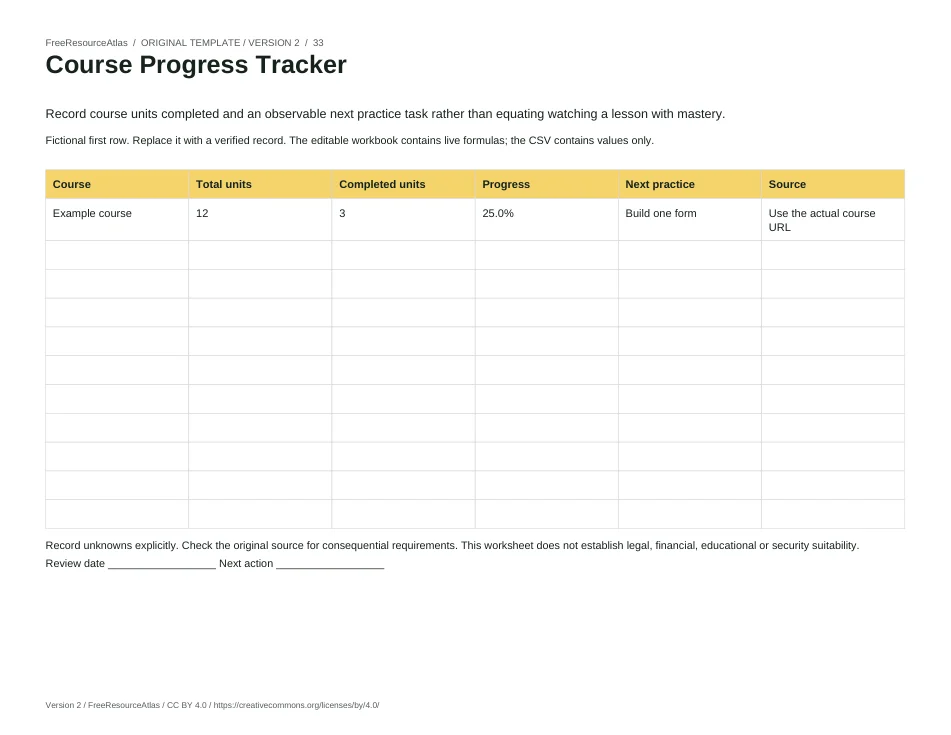 FreeResourceAtlas / ORIGINAL TEMPLATE / VERSION 2 / 33
Course Progress Tracker
Record course units completed and an observable next practice task rather than equating watching a lesson with mastery.
Fictional first row. Replace it with a verified record. The editable workbook contains live formulas; the CSV contains values only.
Course Total units Completed units Progress Next practice Source
Example course 12 3 25.0% Build one form Use the actual course
URL
Record unknowns explicitly. Check the original source for consequential requirements. This worksheet does not establish legal, financial, educational or security suitability.
Review date __________________ Next action __________________
Version 2 / FreeResourceAtlas / CC BY 4.0 / https://creativecommons.org/licenses/by/4.0/